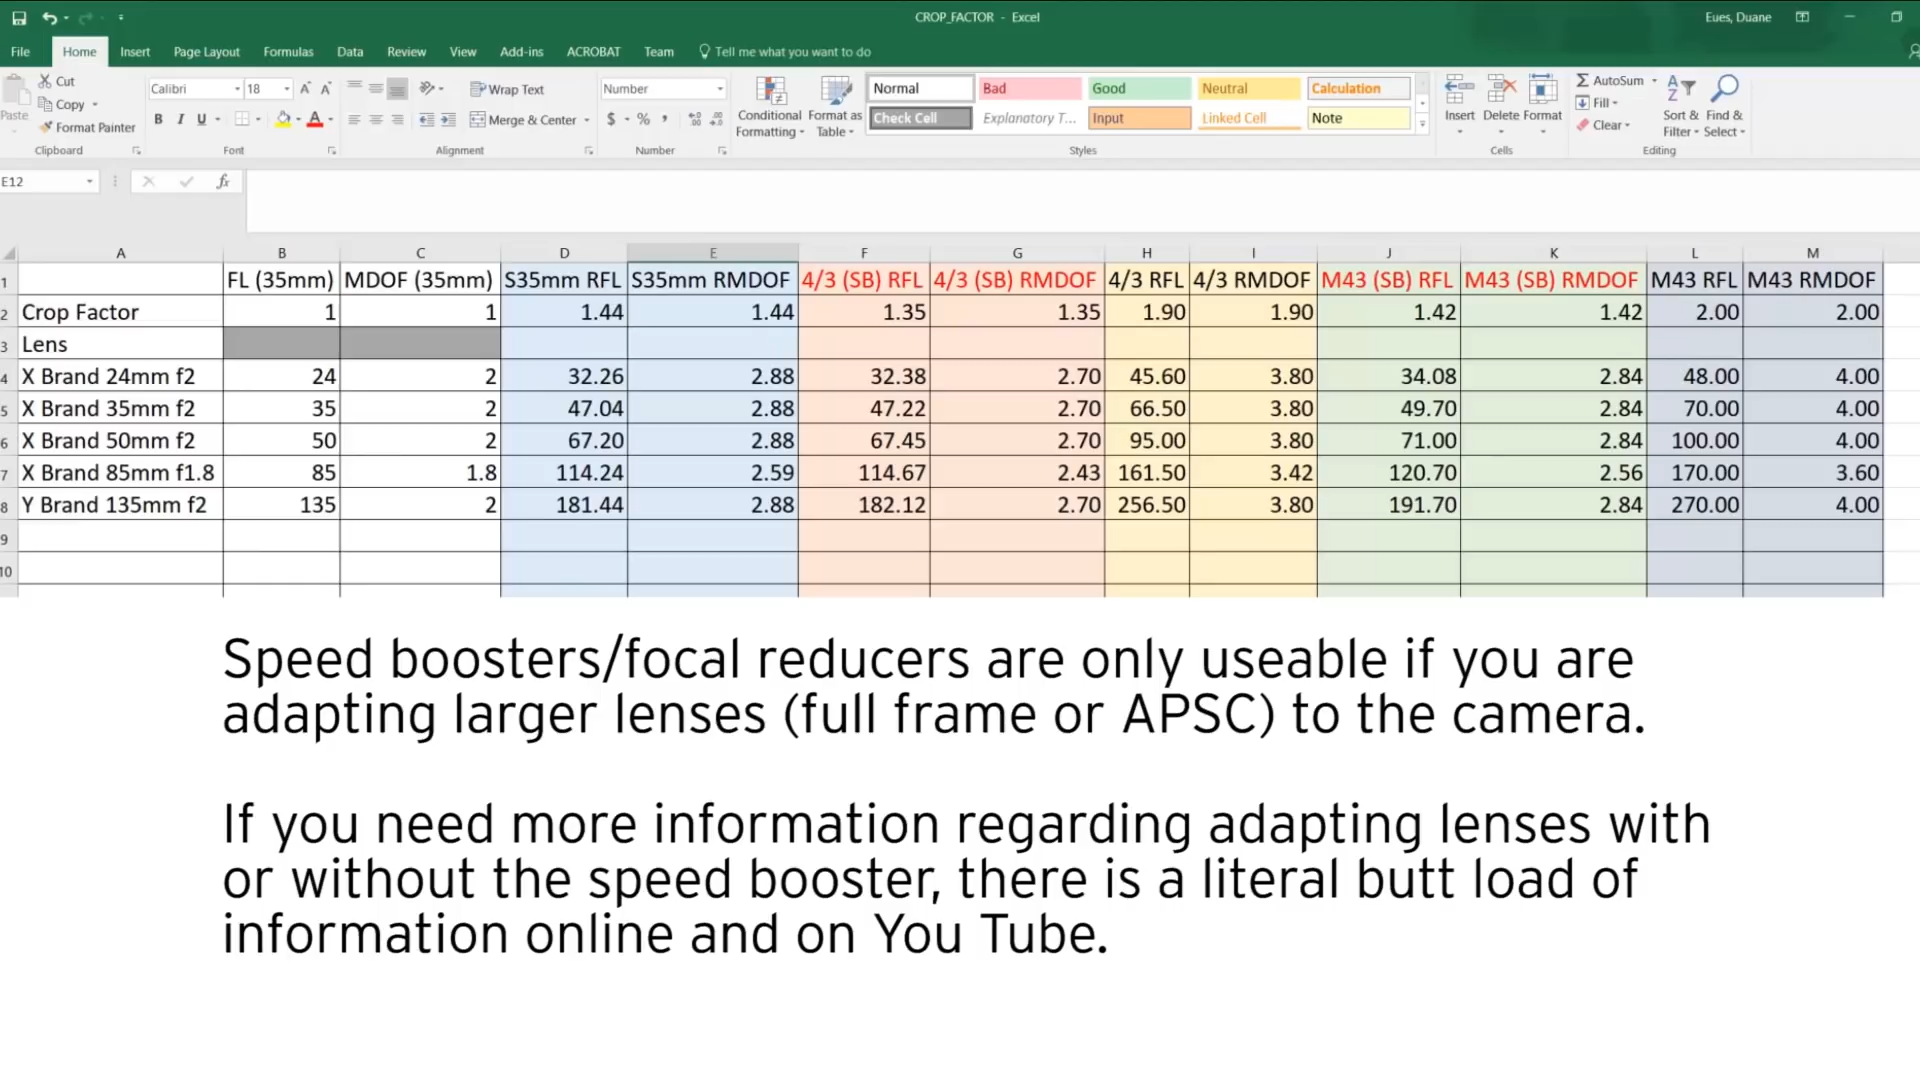 CROP_FACTOR - Excel
Eues, Duane
File Home Insert Page Layout Formulas Data Review View Add-ins ACROBAT Team Tell me what you want to do
Paste
Cut
Copy
Format Painter
Clipboard
Calibri 18
B I U
Font
Wrap Text
Merge & Center
Alignment
Number
$ % ,
Number
Conditional Formatting
Format as Table
Normal Bad Good Neutral Calculation
Check Cell Explanatory T... Input Linked Cell Note
Styles
Insert Delete Format
Cells
AutoSum
Fill
Clear
Sort & Filter
Find & Select
Editing
E12 fx
A B C D E F G H I J K L M
1 FL (35mm) MDOF (35mm) S35mm RFL S35mm RMDOF 4/3 (SB) RFL 4/3 (SB) RMDOF 4/3 RFL 4/3 RMDOF M43 (SB) RFL M43 (SB) RMDOF M43 RFL M43 RMDOF
2 Crop Factor 1 1 1.44 1.44 1.35 1.35 1.90 1.90 1.42 1.42 2.00 2.00
3 Lens
4 X Brand 24mm f2 24 2 32.26 2.88 32.38 2.70 45.60 3.80 34.08 2.84 48.00 4.00
5 X Brand 35mm f2 35 2 47.04 2.88 47.22 2.70 66.50 3.80 49.70 2.84 70.00 4.00
6 X Brand 50mm f2 50 2 67.20 2.88 67.45 2.70 95.00 3.80 71.00 2.84 100.00 4.00
7 X Brand 85mm f1.8 85 1.8 114.24 2.59 114.67 2.43 161.50 3.42 120.70 2.56 170.00 3.60
8 Y Brand 135mm f2 135 2 181.44 2.88 182.12 2.70 256.50 3.80 191.70 2.84 270.00 4.00
9
10
Speed boosters/focal reducers are only useable if you are
adapting larger lenses (full frame or APSC) to the camera.
If you need more information regarding adapting lenses with
or without the speed booster, there is a literal butt load of
information online and on You Tube.